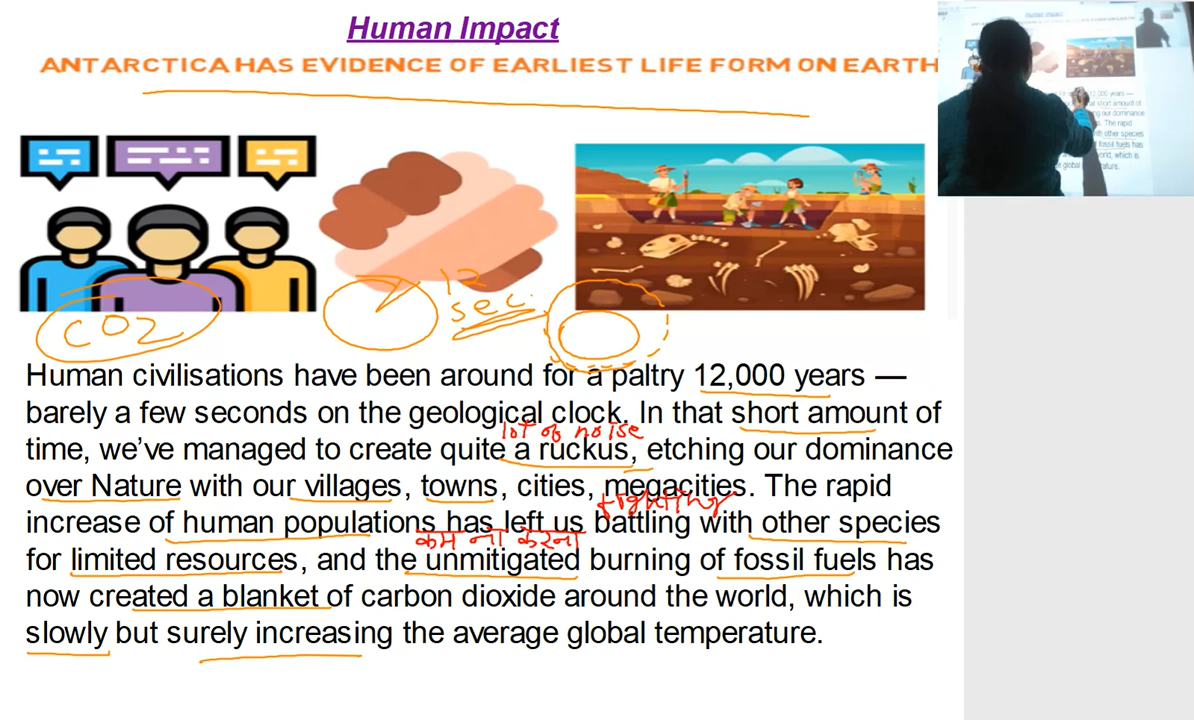 Human Impact
ANTARCTICA HAS EVIDENCE OF EARLIEST LIFE FORM ON EARTH
CO2
12
sec.
Human civilisations have been around for a paltry 12,000 years —
barely a few seconds on the geological clock. In that short amount of
lot of noise
time, we've managed to create quite a ruckus, etching our dominance
over Nature with our villages, towns, cities, megacities. The rapid
fighting
increase of human populations has left us battling with other species
कम ना करना
for limited resources, and the unmitigated burning of fossil fuels has
now created a blanket of carbon dioxide around the world, which is
slowly but surely increasing the average global temperature.